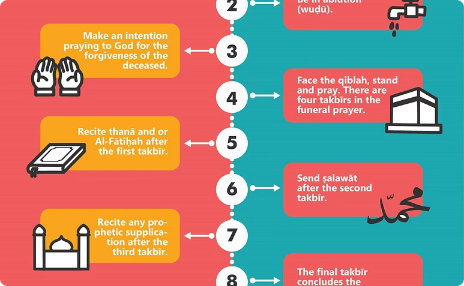 2
be in ablution
(wuḍū).
Make an intention
praying to God for the
forgiveness of the
deceased.
3
4
Face the qiblah, stand
and pray. There are
four takbīrs in the
funeral prayer.
Recite thanā and or
Al-Fātiḥah after
the first takbīr.
5
6
Send ṣalawāt
after the second
takbīr.
محمد
Recite any pro-
phetic supplica-
tion after the
third takbīr.
7
8
The final takbīr
concludes the